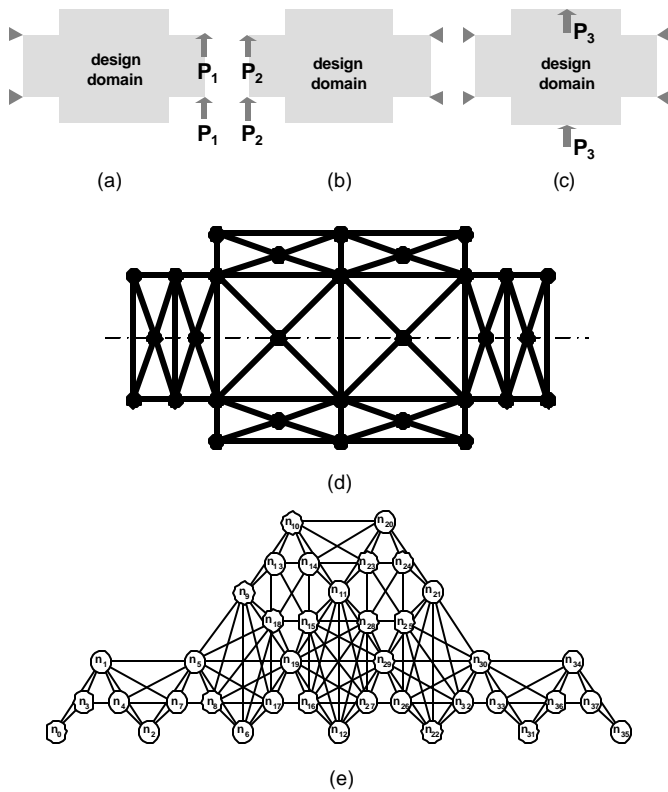 design domain P₁ P₁
design domain P₂ P₂
design domain P₃ P₃
(a) (b) (c)
(d)
n₁₀ n₂₀
n₁₃ n₁₄ n₂₃ n₂₄
n₉ n₁₁ n₂₁
n₁₈ n₁₅ n₂₈ n₂₅
n₁ n₅ n₁₉ n₂₉ n₃₀ n₃₄
n₃ n₄ n₇ n₈ n₁₇ n₁₆ n₂₇ n₂₆ n₃₂ n₃₃ n₃₆ n₃₇
n₀ n₂ n₆ n₁₂ n₂₂ n₃₁ n₃₅
(e)